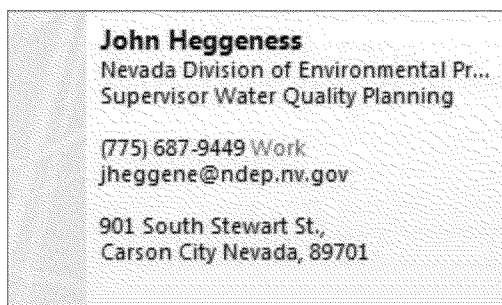 John Heggeness
Nevada Division of Environmental Pr...
Supervisor Water Quality Planning
(775) 687-9449 Work
jheggene@ndep.nv.gov
901 South Stewart St.,
Carson City Nevada, 89701